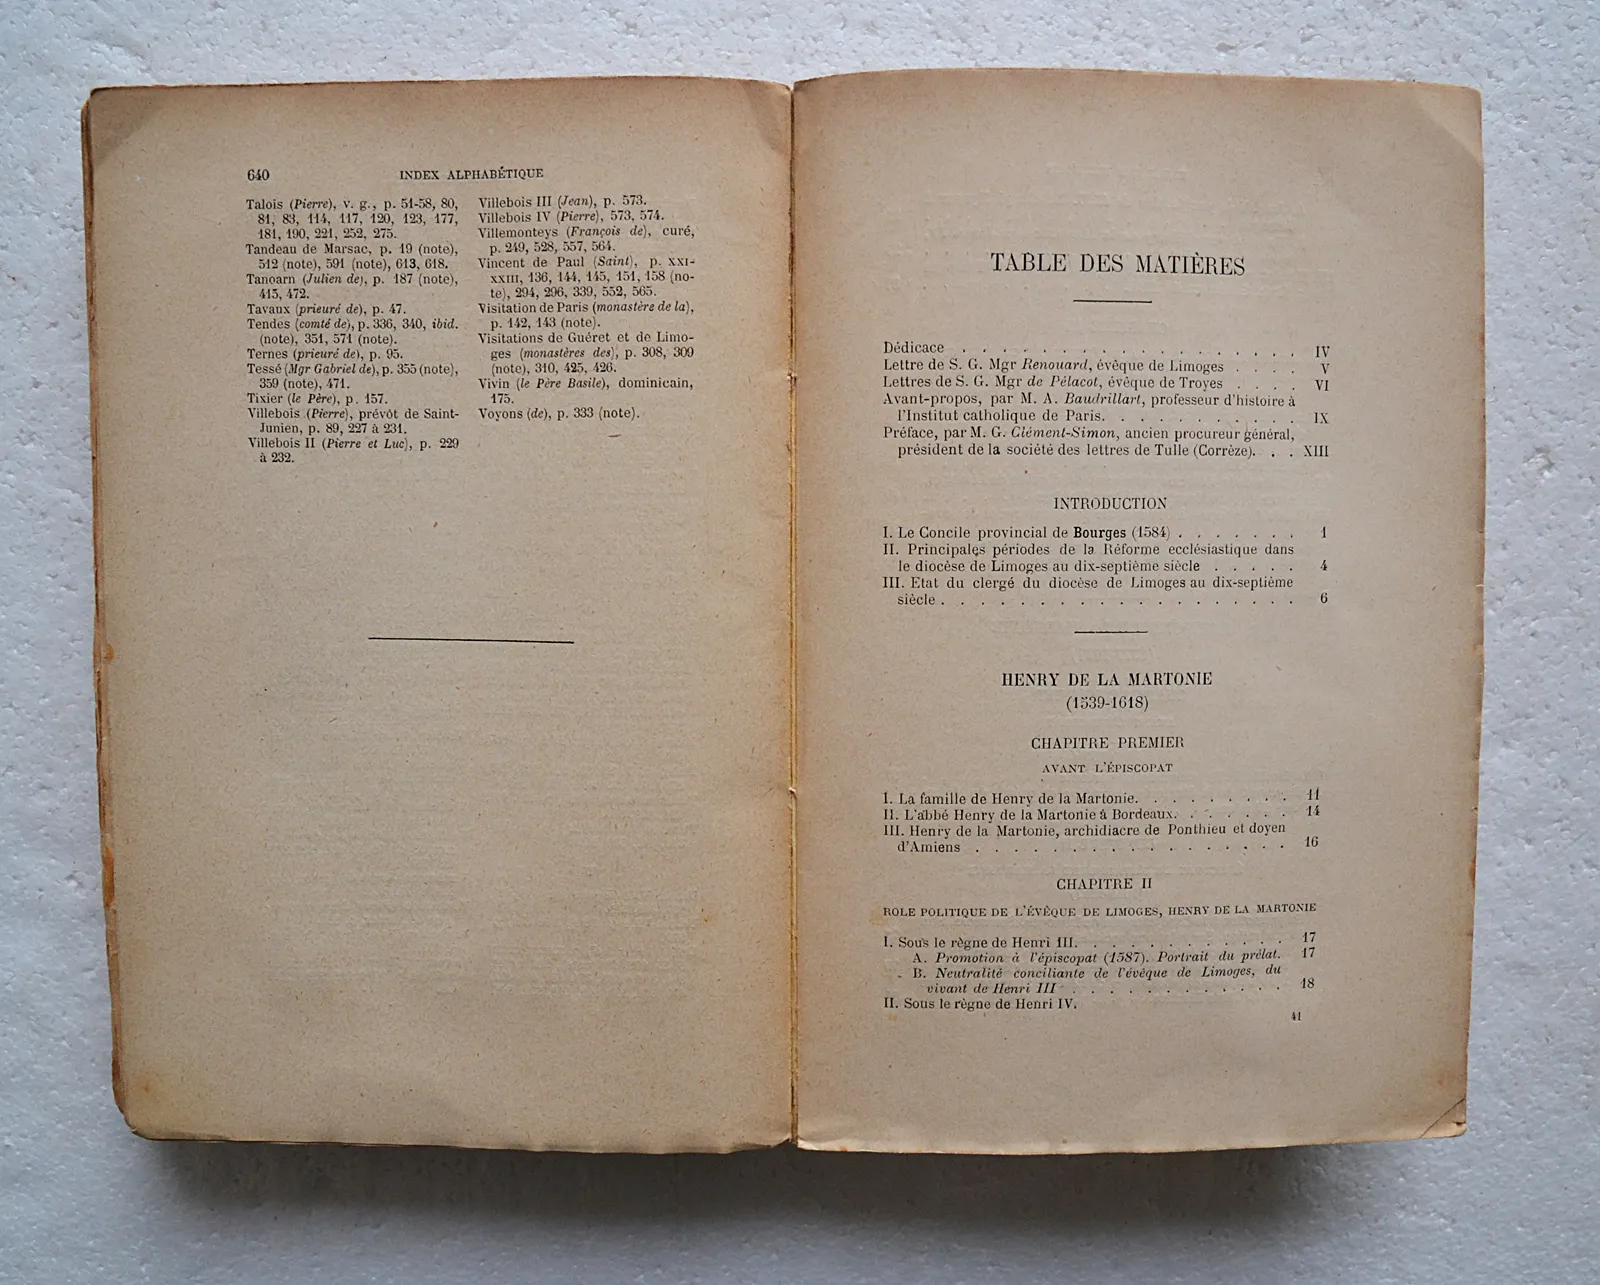 640 INDEX ALPHABÉTIQUE
Talois (Pierre), v. g., p. 51-58, 80,
81, 83, 114, 117, 120, 123, 177,
181, 190, 221, 252, 275.
Tandeau de Marsac, p. 19 (note),
512 (note), 591 (note), 613, 618.
Tanoarn (Julien de), p. 187 (note),
415, 472.
Tavaux (prieuré de), p. 47.
Tendes (comté de), p. 336, 340, ibid.
(note), 351, 571 (note).
Ternes (prieuré de), p. 95.
Tessé (Mgr Gabriel de), p. 355 (note),
359 (note), 471.
Tixier (le Père), p. 157.
Villebois (Pierre), prévôt de Saint-
Junien, p. 89, 227 à 231.
Villebois II (Pierre et Luc), p. 229
à 232.
Villebois III (Jean), p. 573.
Villebois IV (Pierre), 573, 574.
Villemonteys (François de), curé,
p. 249, 528, 557, 564.
Vincent de Paul (Saint), p. XXI-
XXIII, 136, 144, 145, 151, 158 (no-
te), 294, 296, 339, 552, 565.
Visitation de Paris (monastère de la),
p. 142, 143 (note).
Visitations de Guéret et de Limo-
ges (monastères des), p. 308, 309
(note), 310, 425, 426.
Vivin (le Père Basile), dominicain,
175.
Voyons (de), p. 333 (note).
TABLE DES MATIÈRES
Dédicace . . . . . . . . . . . . . . . . . IV
Lettre de S. G. Mgr Renouard, évêque de Limoges . . . . V
Lettres de S. G. Mgr de Pélacot, évêque de Troyes . . . . VI
Avant-propos, par M. A. Baudrillart, professeur d'histoire à
l'Institut catholique de Paris. . . . . . . . . . . IX
Préface, par M. G. Clément-Simon, ancien procureur général,
président de la société des lettres de Tulle (Corrèze). . . XIII
INTRODUCTION
I. Le Concile provincial de Bourges (1584) . . . . . . . 1
II. Principales périodes de la Réforme ecclésiastique dans
le diocèse de Limoges au dix-septième siècle . . . . . 4
III. Etat du clergé du diocèse de Limoges au dix-septième
siècle . . . . . . . . . . . . . . . . . . . 6
HENRY DE LA MARTONIE
(1539-1618)
CHAPITRE PREMIER
AVANT L'ÉPISCOPAT
I. La famille de Henry de la Martonie. . . . . . . . . 11
II. L'abbé Henry de la Martonie à Bordeaux. . . . . . . 14
III. Henry de la Martonie, archidiacre de Ponthieu et doyen
d'Amiens . . . . . . . . . . . . . . . . . 16
CHAPITRE II
ROLE POLITIQUE DE L'ÉVÊQUE DE LIMOGES, HENRY DE LA MARTONIE
I. Sous le règne de Henri III. . . . . . . . . . . . 17
A. Promotion à l'épiscopat (1587). Portrait du prélat. 17
B. Neutralité conciliante de l'évêque de Limoges, du
vivant de Henri III . . . . . . . . . . . . 18
II. Sous le règne de Henri IV.
41